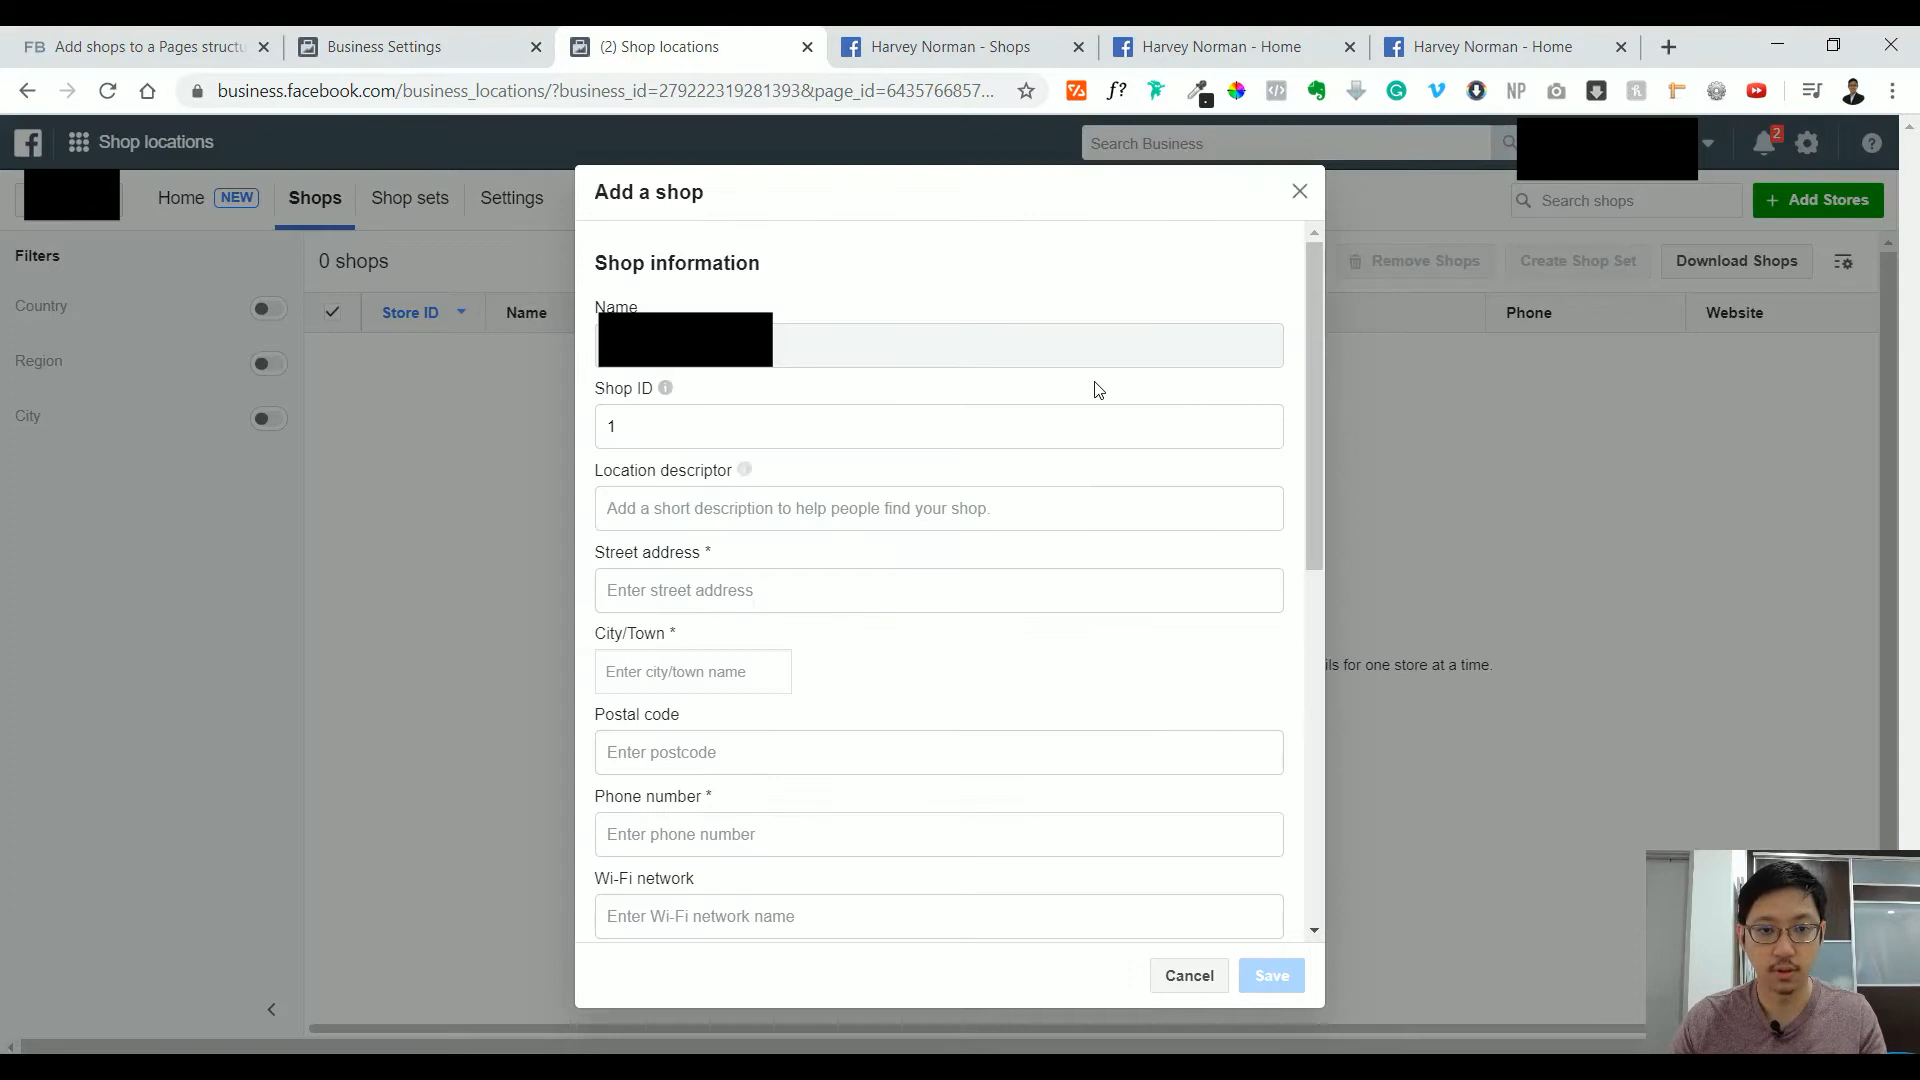 FB Add shops to a Pages structu
Business Settings
(2) Shop locations
Harvey Norman - Shops
Harvey Norman - Home
Harvey Norman - Home
business.facebook.com/business_locations/?business_id=279222319281393&page_id=6435766857...
f?
NP
Shop locations
Search Business
2
Home NEW
Shops
Shop sets
Settings
Search shops
+ Add Stores
Filters
Country
Region
City
0 shops
Remove Shops
Create Shop Set
Download Shops
Store ID
Name
Phone
Website
ils for one store at a time.
Add a shop
Shop information
Name
Shop ID
1
Location descriptor
Add a short description to help people find your shop.
Street address *
Enter street address
City/Town *
Enter city/town name
Postal code
Enter postcode
Phone number *
Enter phone number
Wi-Fi network
Enter Wi-Fi network name
Cancel
Save